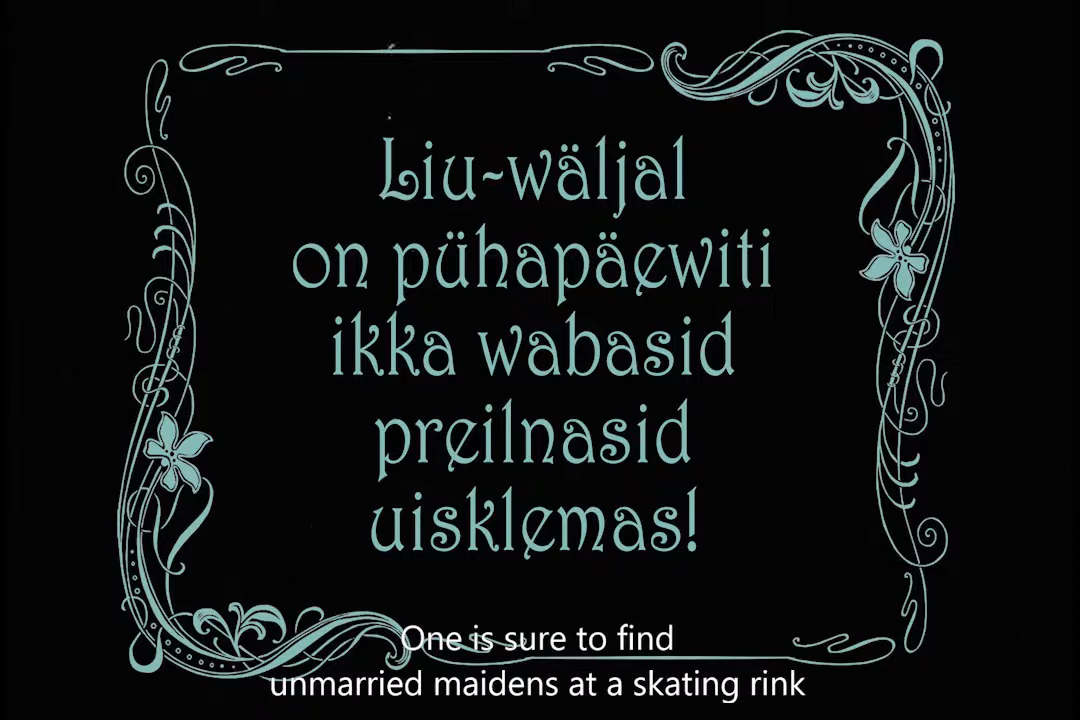 Liu-wäljal
on pühapäewiti
ikka wabasid
preilnasid
uisklemas!
One is sure to find
unmarried maidens at a skating rink